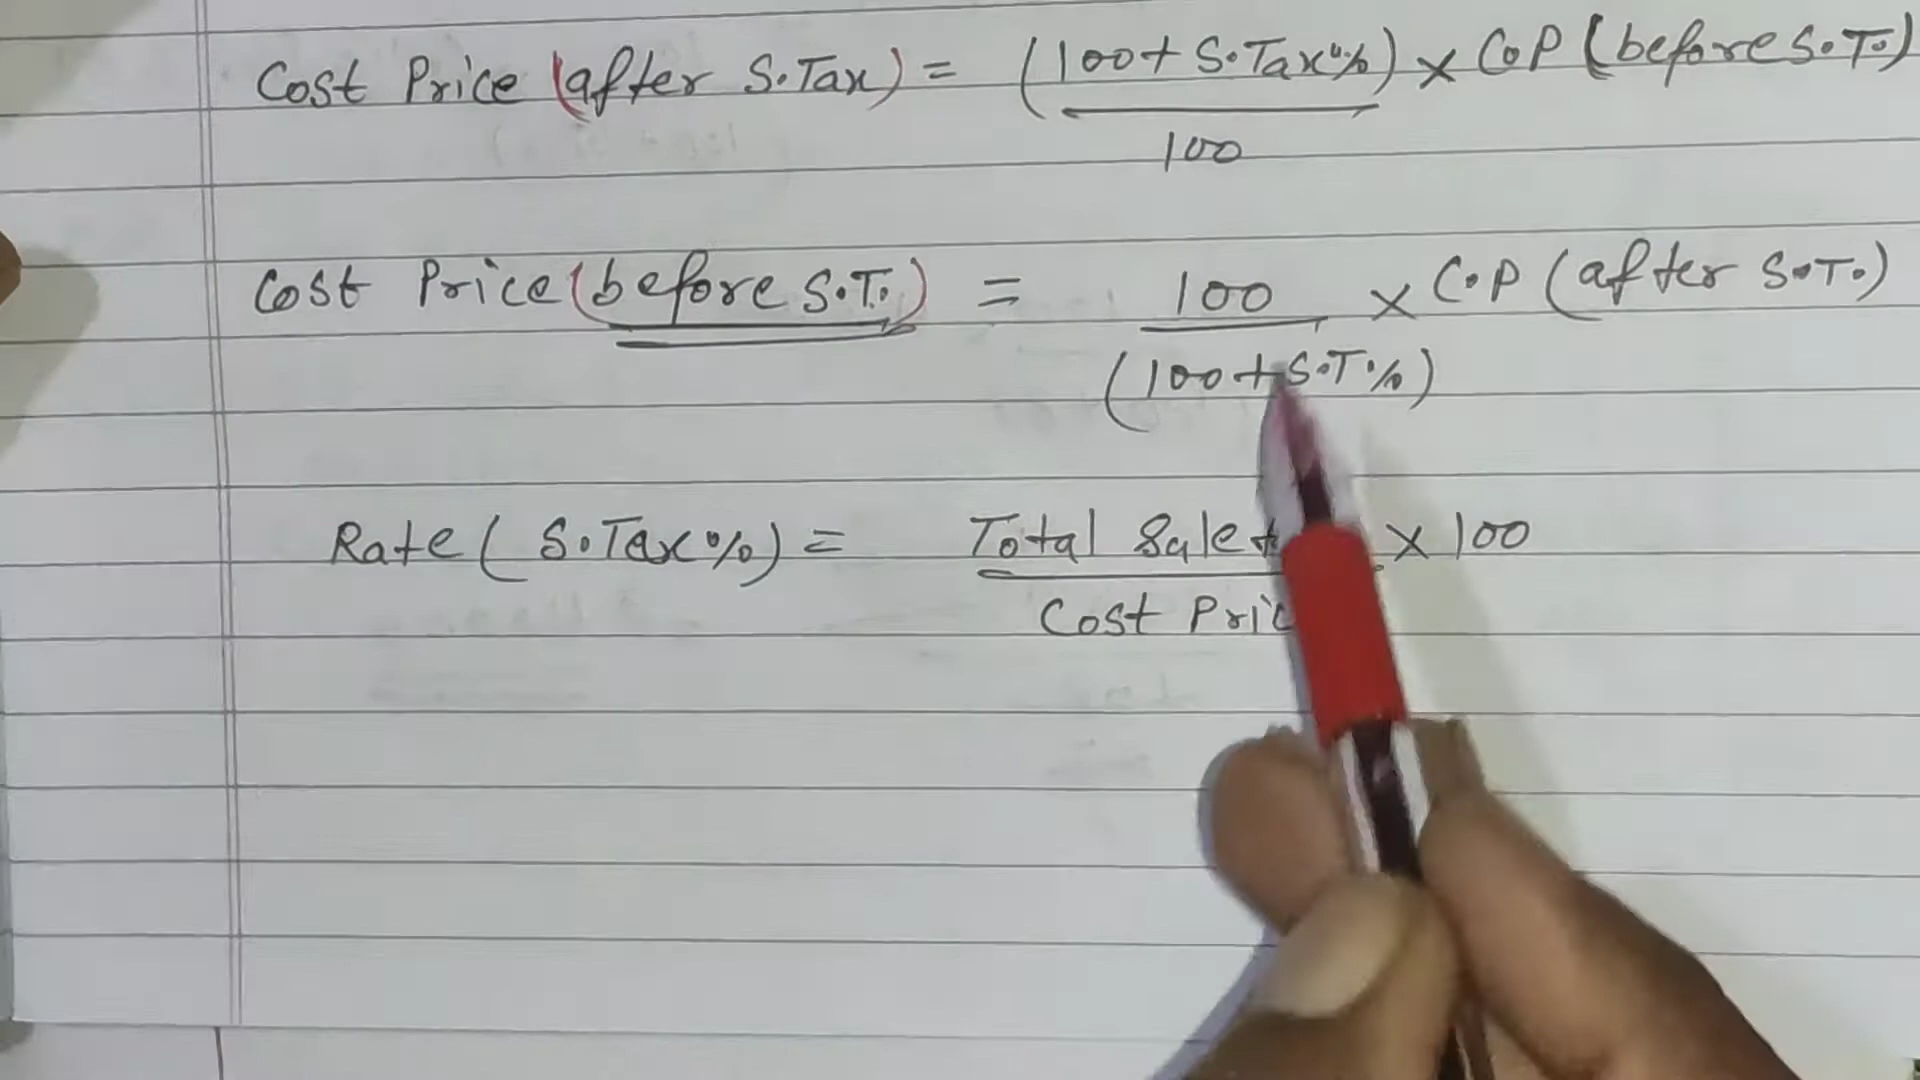 Cost Price (after S.Tax) = (100+ S.Tax%) × C.P (before S.T.)
100
Cost Price (before S.T.) = 100 × C.P (after S.T.)
(100+S.T.%)
Rate (S.Tax%) = Total Sale × 100
Cost